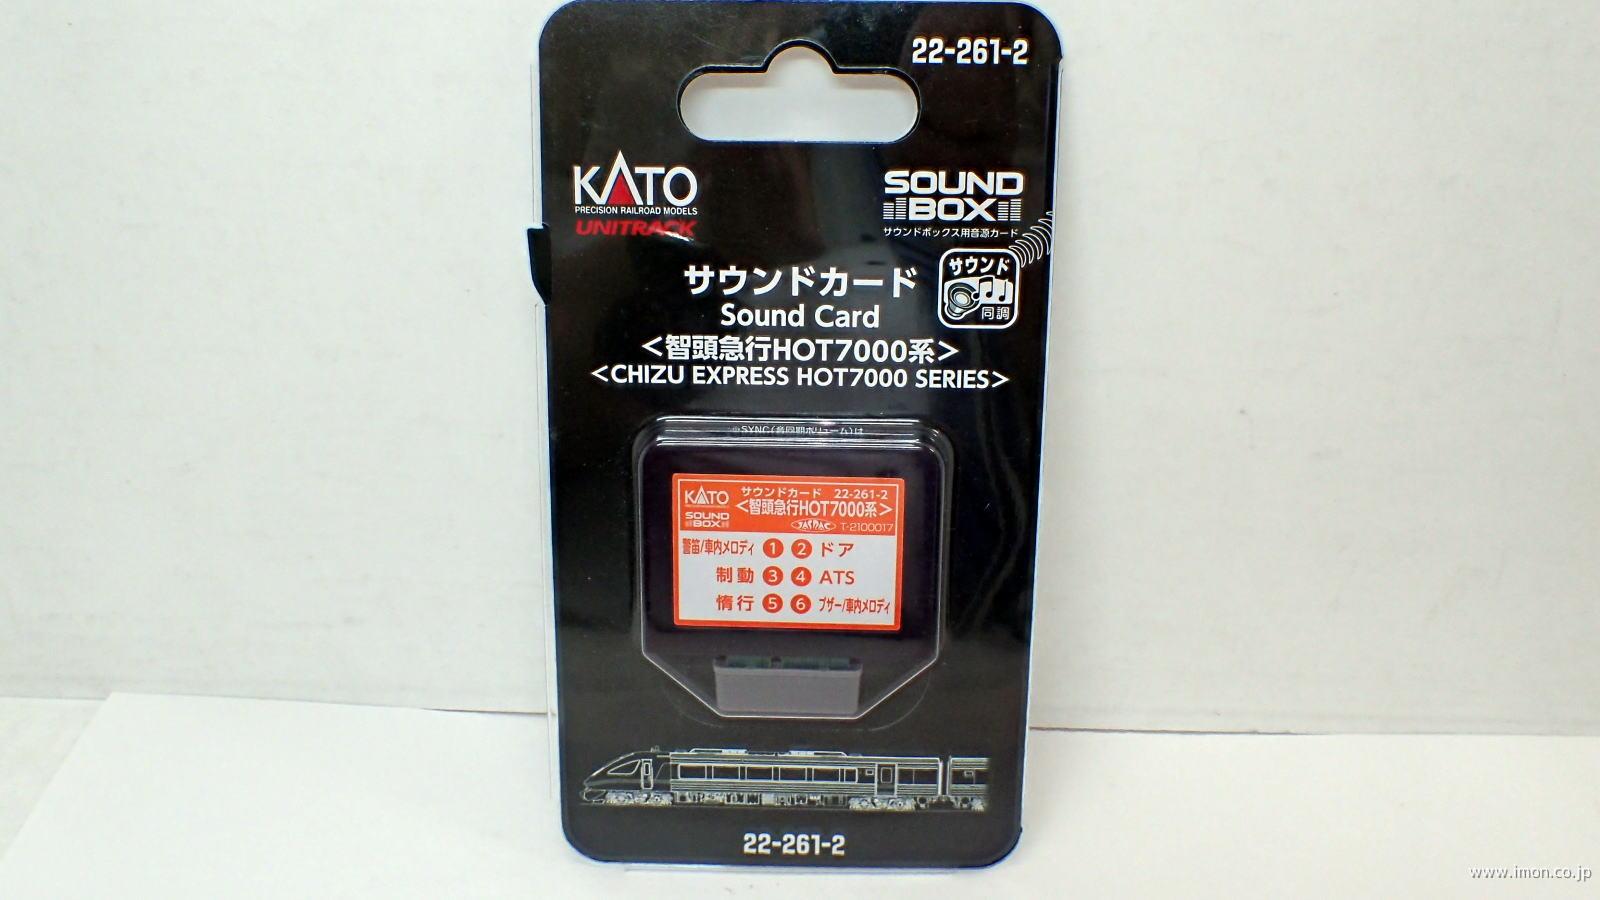 22-261-2
KATO
PRECISION RAILROAD MODELS
UNITRACK
SOUND
BOX
サウンドボックス用音源カード
サウンド
同調
サウンドカード
Sound Card
<智頭急行HOT7000系>
<CHIZU EXPRESS HOT7000 SERIES>
KATO
サウンドカード 22-261-2
<智頭急行HOT7000系>
SOUND
BOX
JASRAC
T-2100017
警笛/車内メロディ 1 2 ドア
制動 3 4 ATS
惰行 5 6 ブザー/車内メロディ
22-261-2
www.imon.co.jp